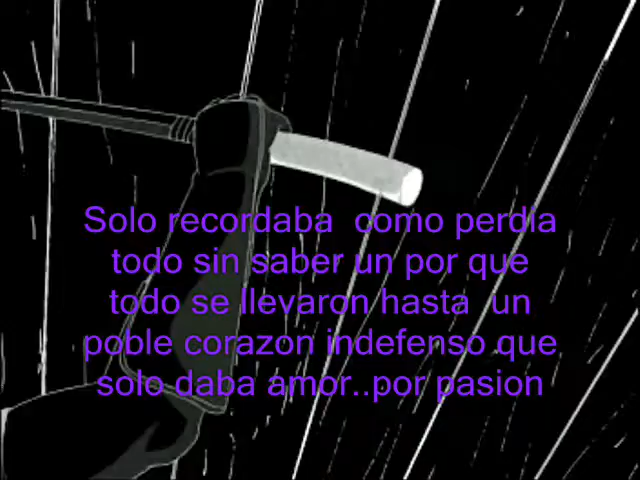 Solo recordaba  como perdIa
todo sin saber un por que
todo se llevaron hasta  un
poble corazon indefenso que
solo daba amor..por pasion